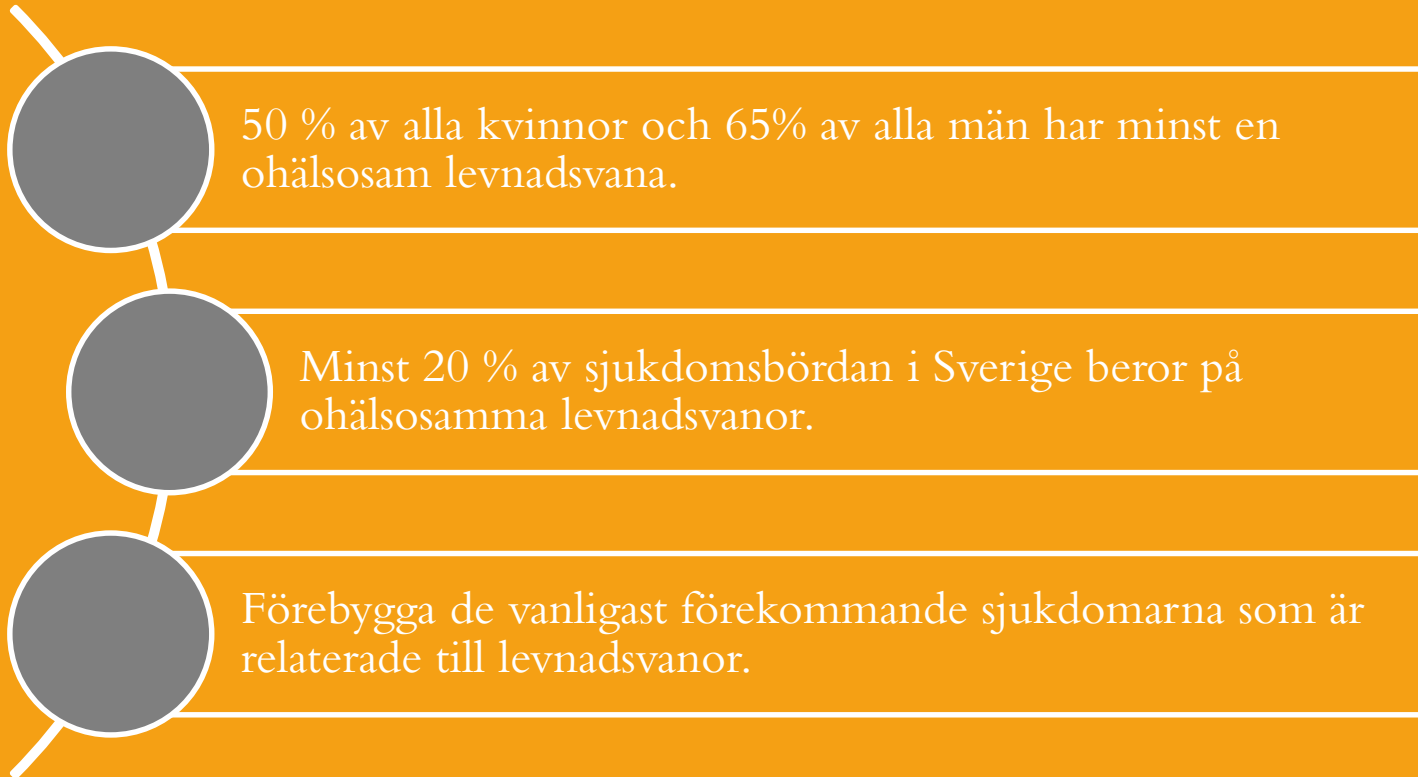 50 % av alla kvinnor och 65% av alla män har minst en
ohälsosam levnadsvana.
Minst 20 % av sjukdomsbördan i Sverige beror på
ohälsosamma levnadsvanor.
Förebygga de vanligast förekommande sjukdomarna som är
relaterade till levnadsvanor.